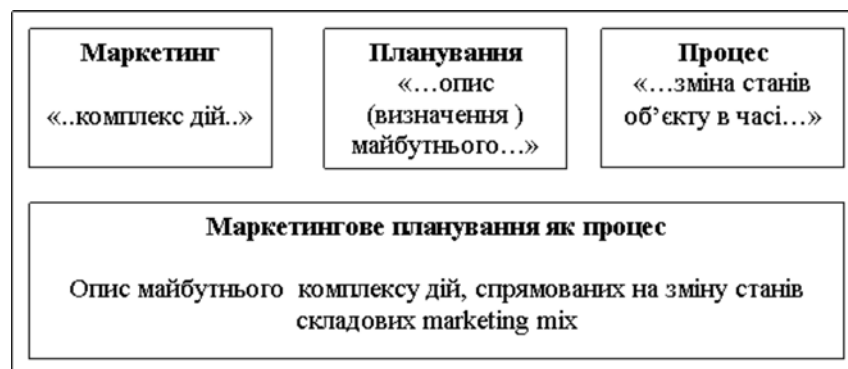 Маркетинг
«..комплекс дій..»
Планування
«…опис
(визначення )
майбутнього…»
Процес
«…зміна станів
об’єкту в часі…»
Маркетингове планування як процес
Опис майбутнього комплексу дій, спрямованих на зміну станів
складових marketing mix